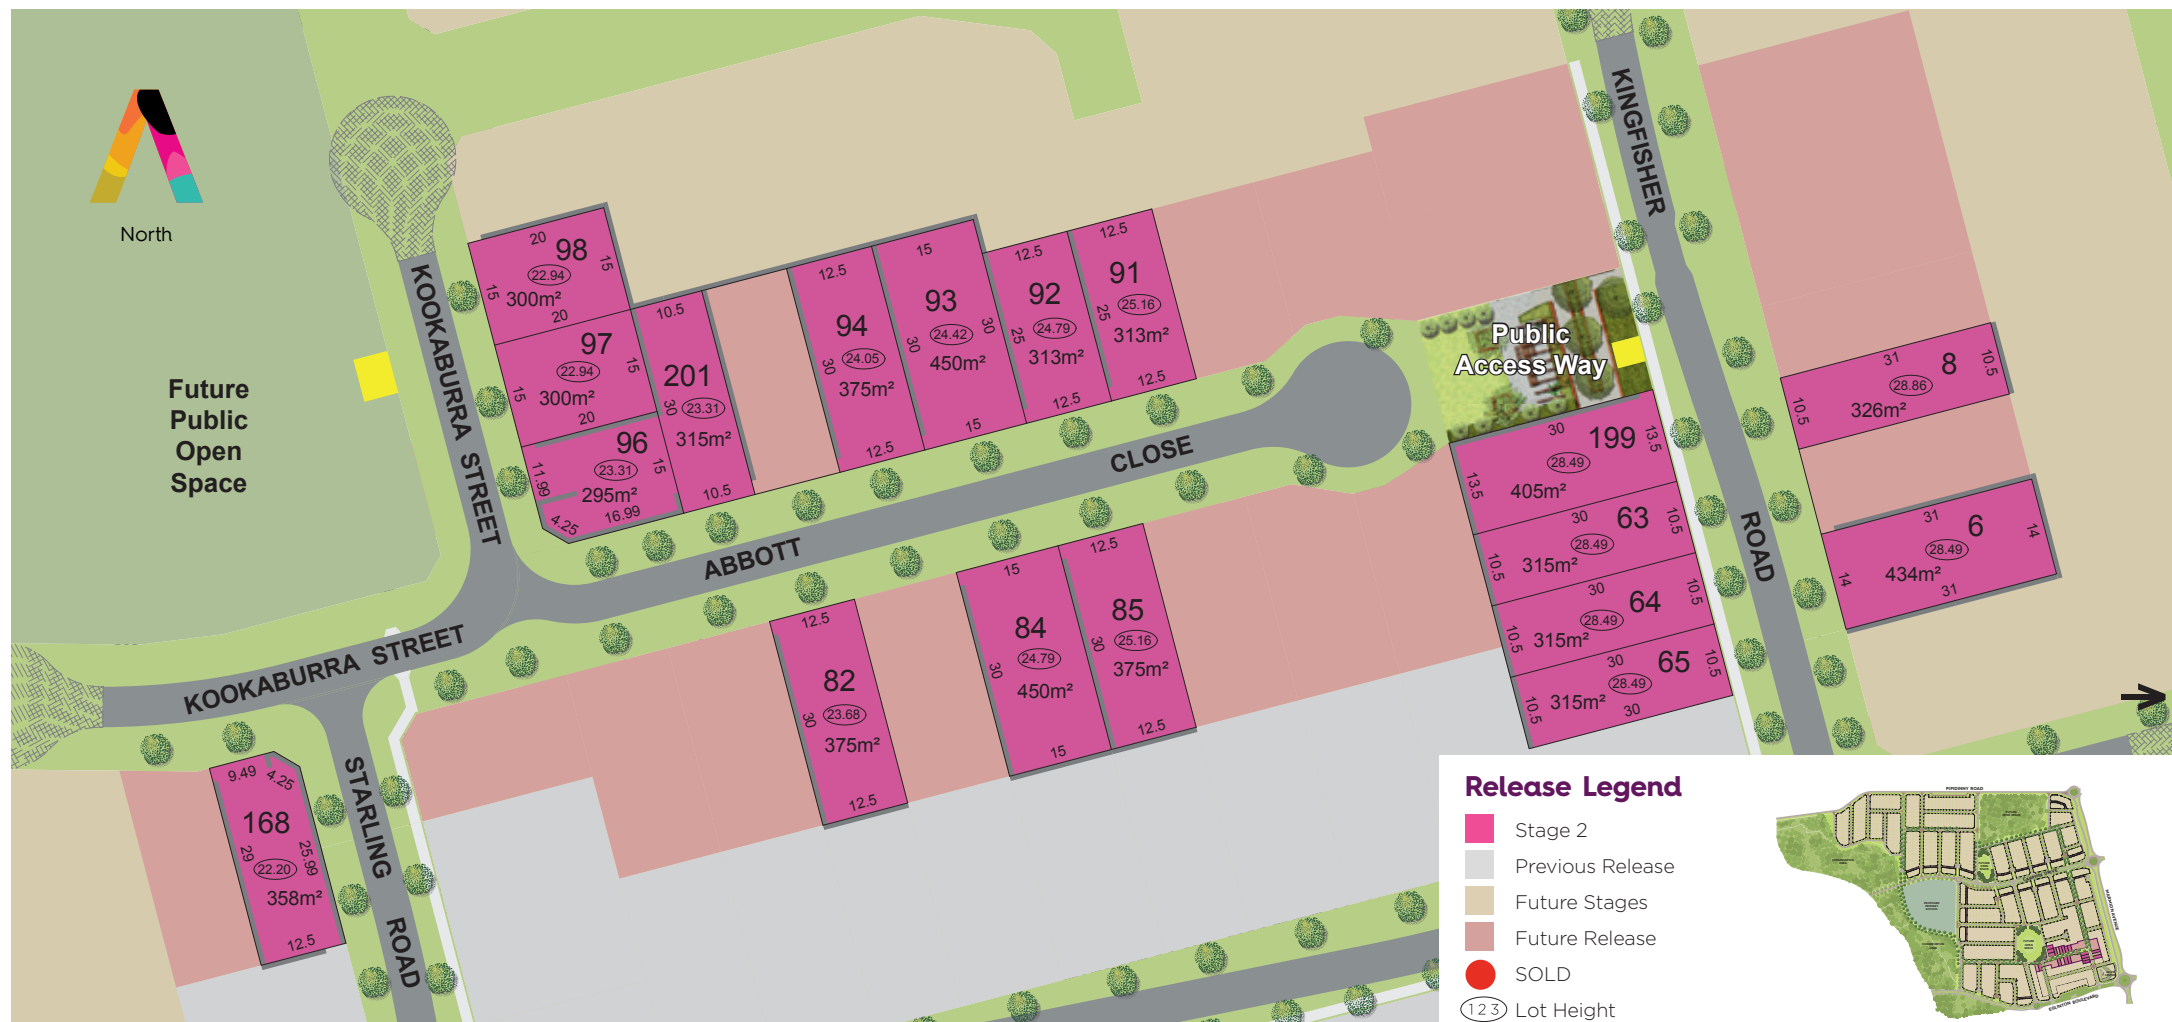 North
Future
Public
Open
Space
KOOKABURRA STREET
KOOKABURRA STREET
STARLING ROAD
ABBOTT CLOSE
KINGFISHER ROAD
Public
Access Way
20
98
15
22.94
15
300m²
20
97
22.94
15
15
300m²
20
96
11.99
23.31
15
295m²
4.25
16.99
10.5
201
30
23.31
315m²
10.5
12.5
94
30
24.05
375m²
12.5
15
93
30
24.42
30
450m²
15
12.5
92
25
24.79
313m²
12.5
12.5
91
25
25.16
313m²
12.5
30
199
13.5
28.49
13.5
405m²
30
63
10.5
28.49
10.5
315m²
30
64
10.5
28.49
10.5
315m²
30
65
10.5
28.49
10.5
315m²
30
31
8
10.5
28.86
10.5
326m²
31
6
14
28.49
14
434m²
31
12.5
82
30
23.68
375m²
12.5
15
84
30
24.79
450m²
15
12.5
85
30
25.16
375m²
12.5
9.49
4.25
168
29
25.99
22.20
358m²
12.5
Release Legend
Stage 2
Previous Release
Future Stages
Future Release
SOLD
123 Lot Height
PIPIDINNY ROAD